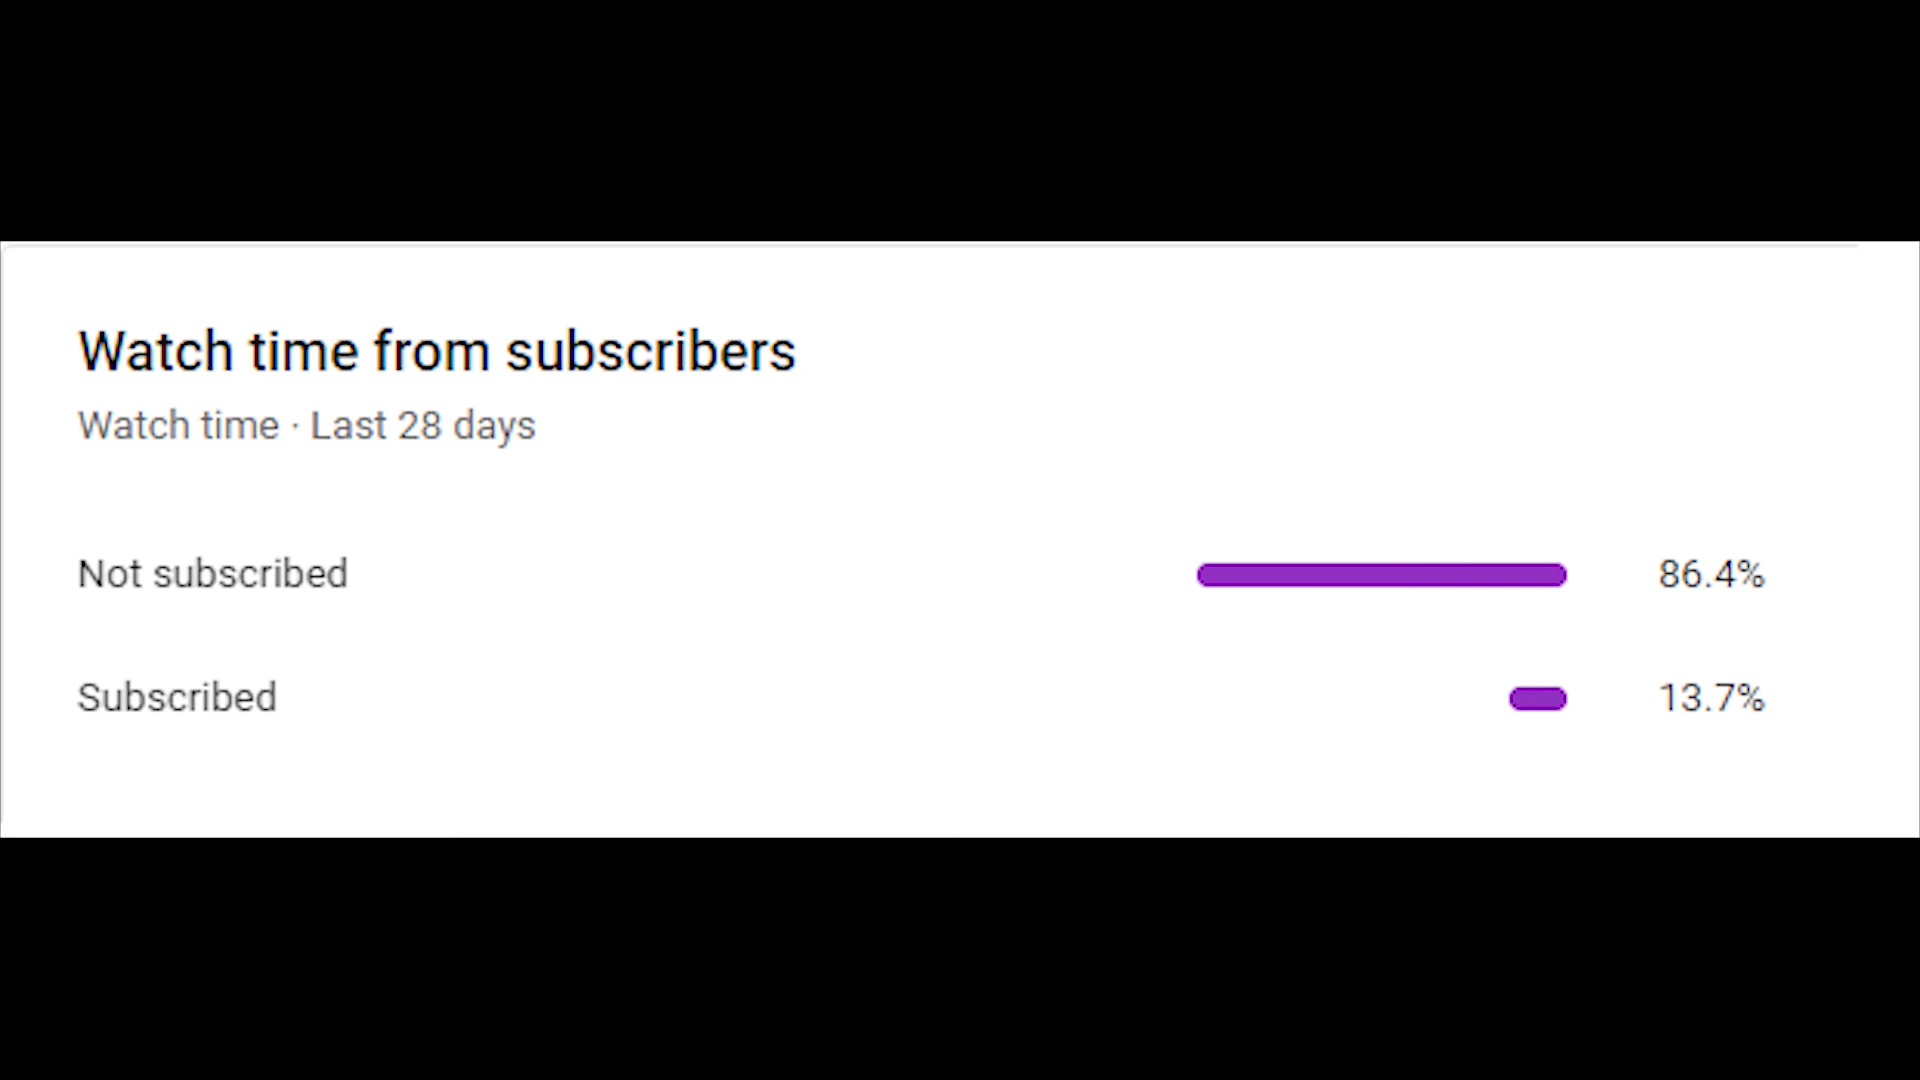 Watch time from subscribers
Watch time · Last 28 days
Not subscribed 86.4%
Subscribed 13.7%